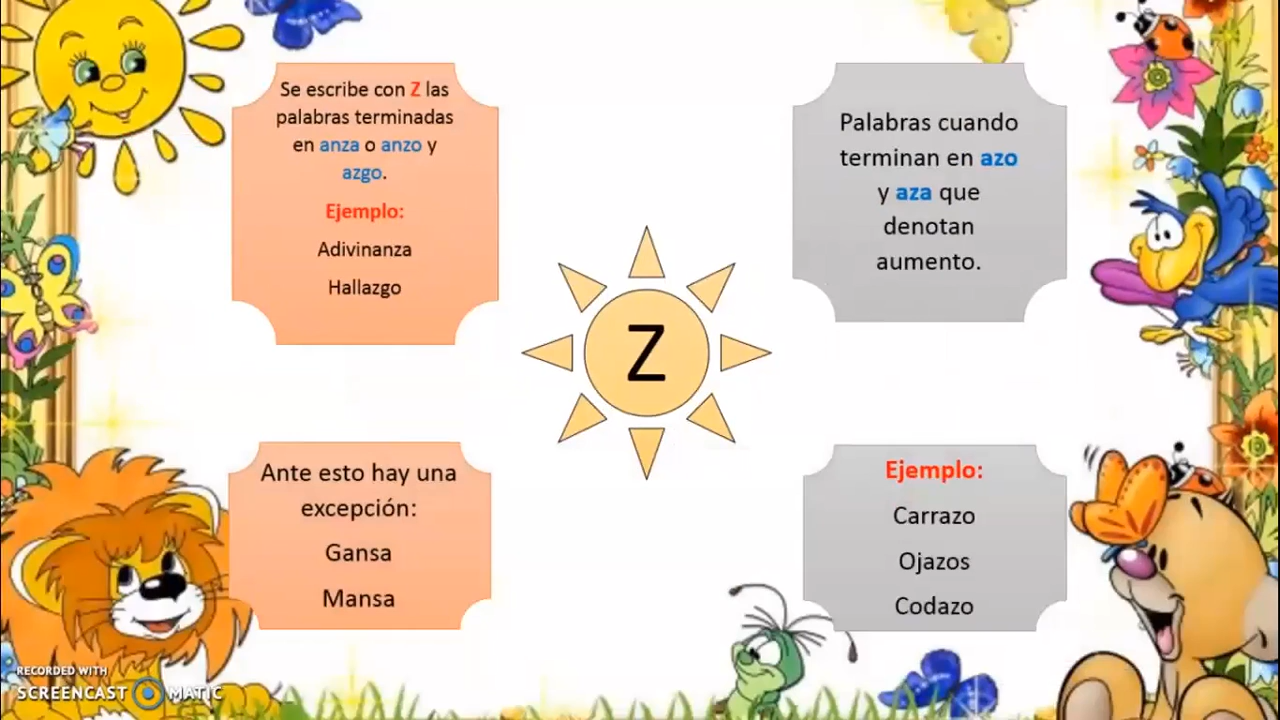 Se escribe con Z las
palabras terminadas
en anza o anzo y
azgo.
Ejemplo:
Adivinanza
Hallazgo
Palabras cuando
terminan en azo
y aza que
denotan
aumento.
Z
Ante esto hay una
excepción:
Gansa
Mansa
Ejemplo:
Carrazo
Ojazos
Codazo
RECORDED WITH
SCREENCAST MATIC